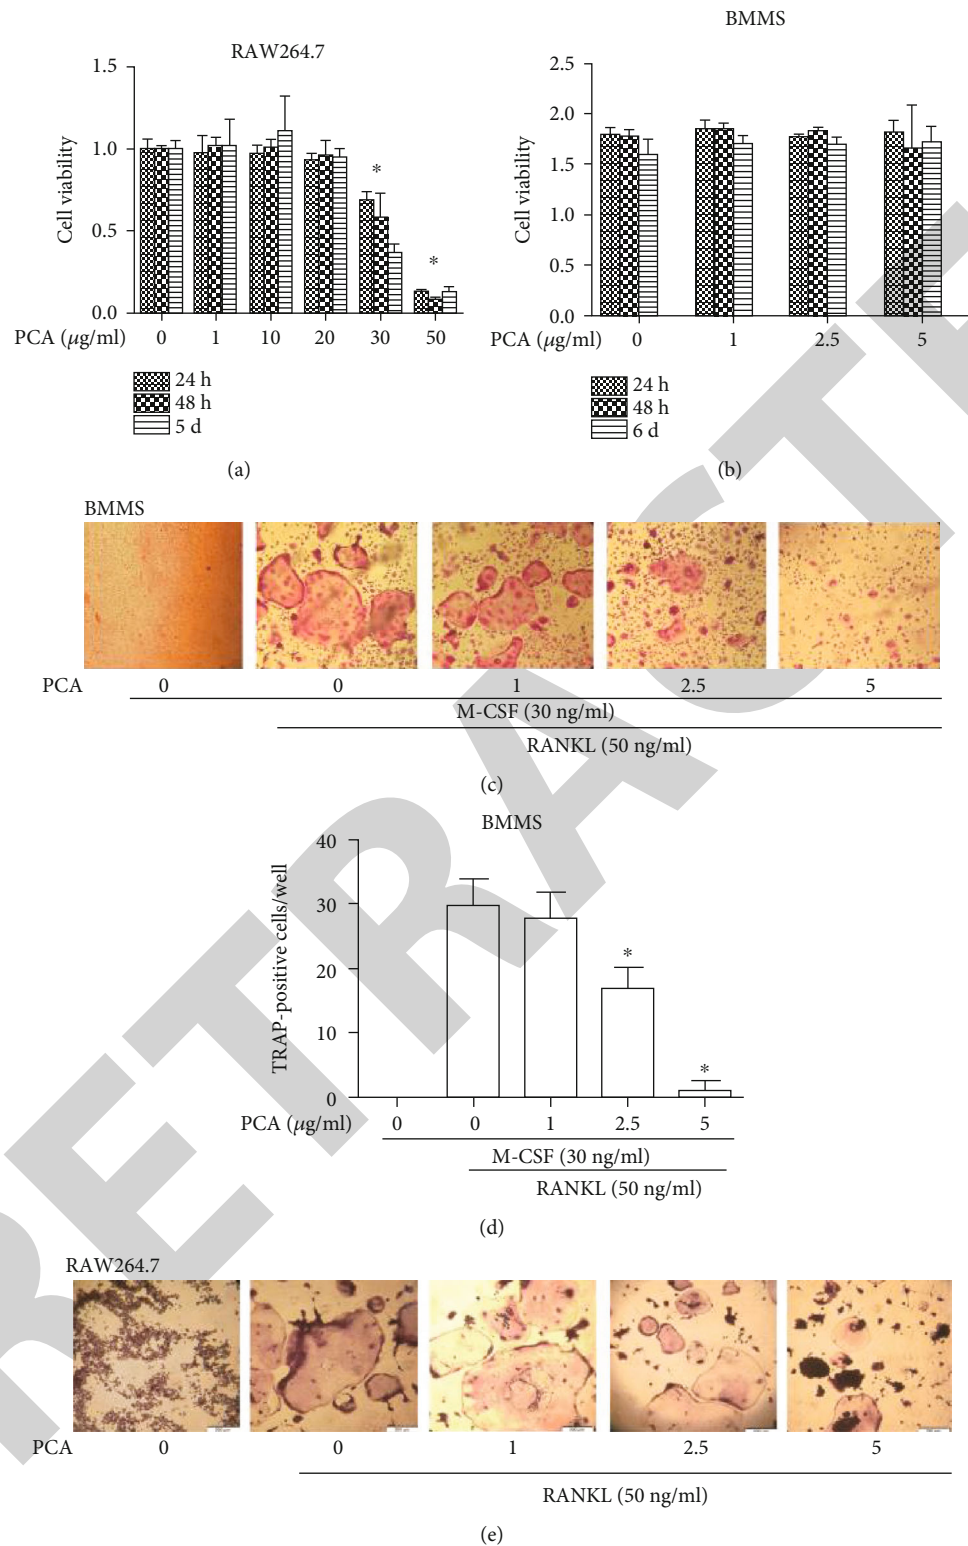 RAW264.7
1.5
1.0
0.5
0.0
Cell viability
*
*
PCA (μg/ml) 0 1 10 20 30 50
24 h
48 h
5 d
(a)
BMMS
2.5
2.0
1.5
1.0
0.5
0.0
Cell viability
PCA (μg/ml) 0 1 2.5 5
24 h
48 h
6 d
(b)
BMMS
PCA 0 0 1 2.5 5
M-CSF (30 ng/ml)
RANKL (50 ng/ml)
(c)
BMMS
40
30
20
10
0
TRAP-positive cells/well
*
*
PCA (μg/ml) 0 0 1 2.5 5
M-CSF (30 ng/ml)
RANKL (50 ng/ml)
(d)
RAW264.7
PCA 0 0 1 2.5 5
RANKL (50 ng/ml)
(e)
RETRACTE